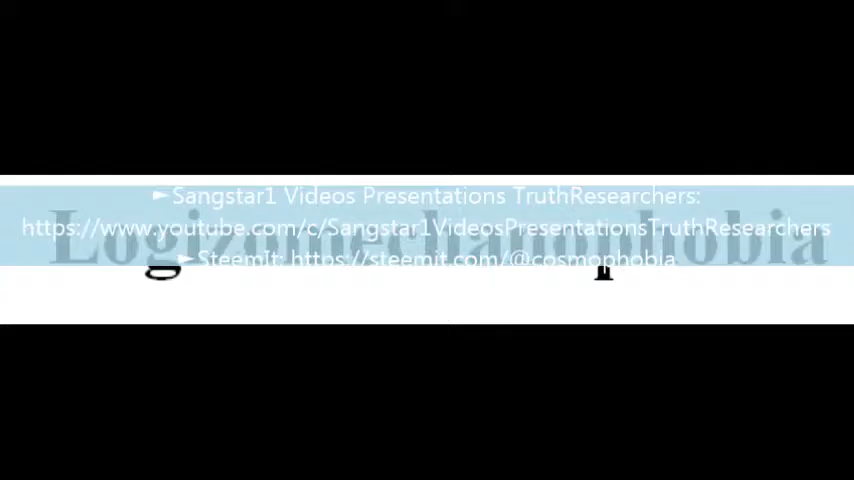 ►Sangstar1 Videos Presentations TruthResearchers:
https://www.youtube.com/c/Sangstar1VideosPresentationsTruthResearchers
Logizomechanophobia
►SteemIt: https://steemit.com/@cosmophobia